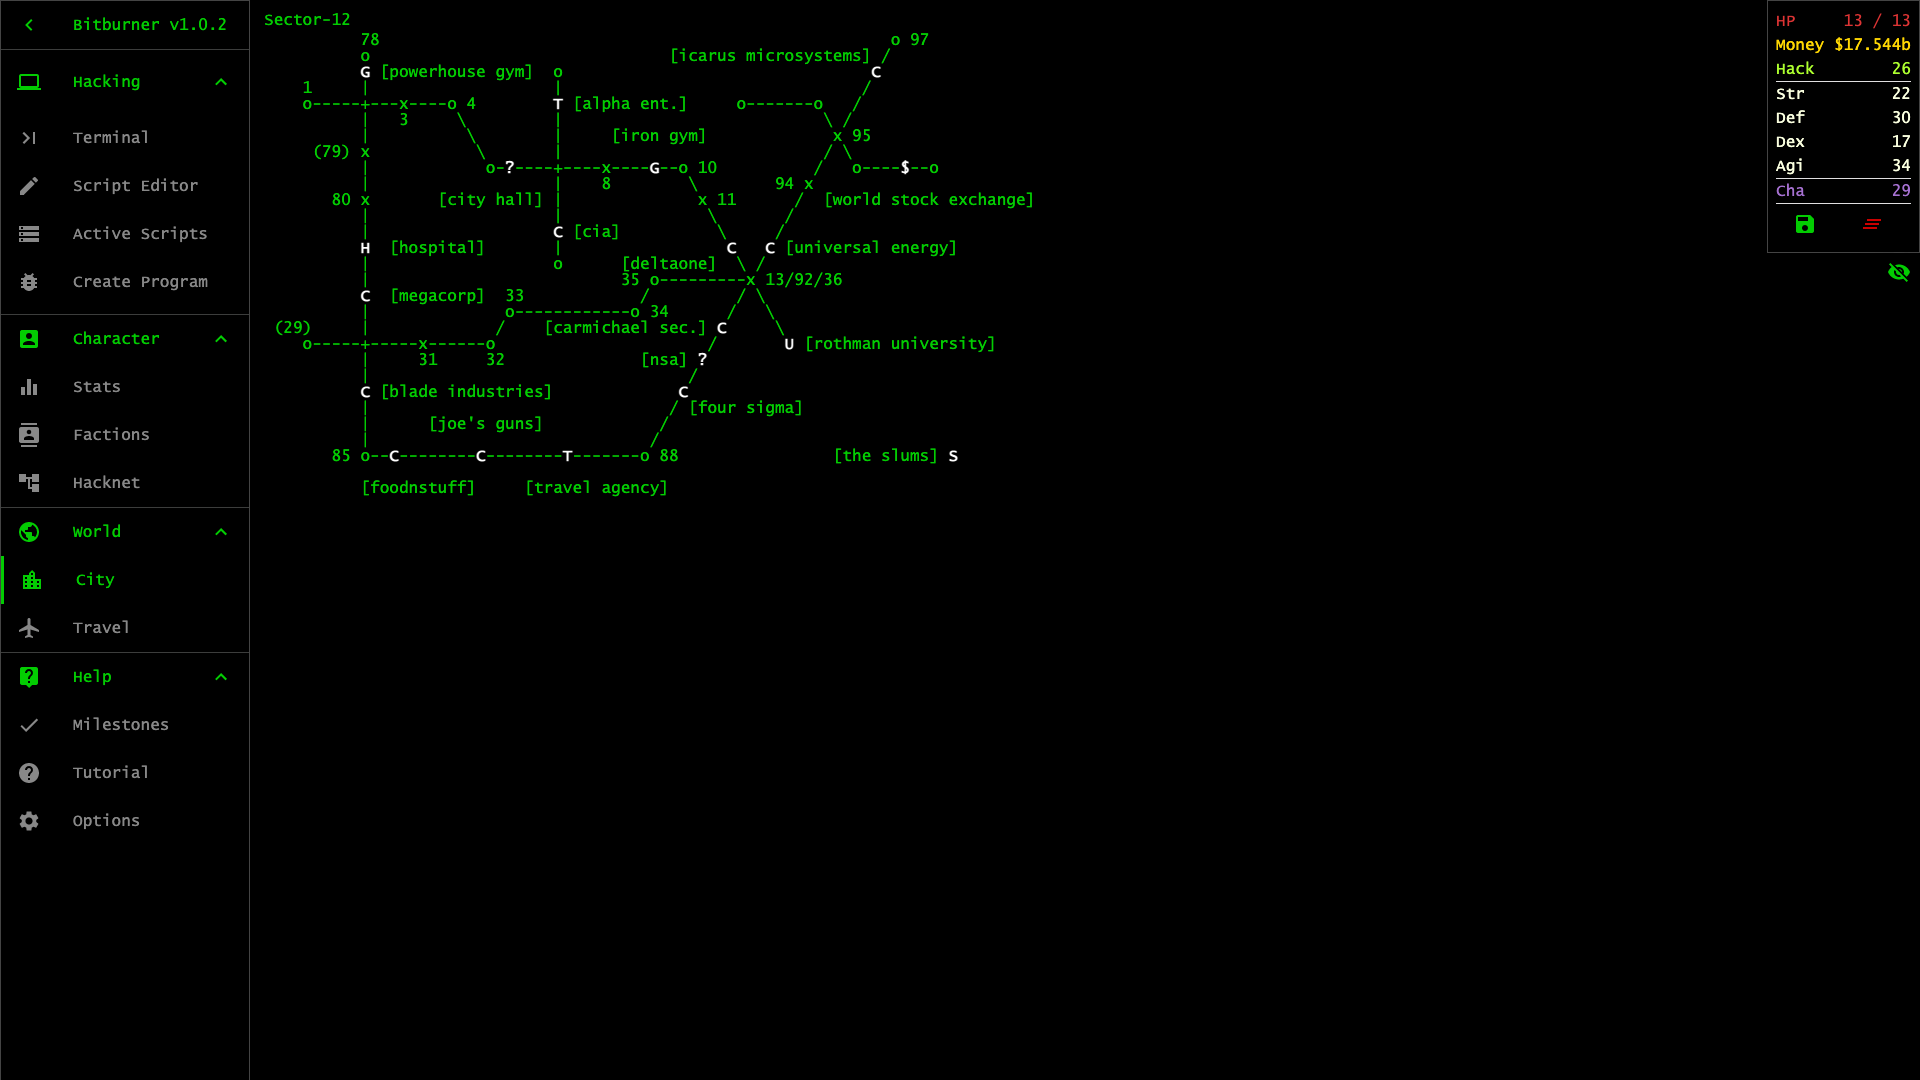 Bitburner v1.0.2
Hacking
Terminal
Script Editor
Active Scripts
Create Program
Character
Stats
Factions
Hacknet
World
City
Travel
Help
Milestones
Tutorial
Options
Sector-12
78 o 97
o [icarus microsystems] /
G [powerhouse gym] o C
1 | | /
o-----+---x----o 4 T [alpha ent.] o-------o /
| 3 \ | \ /
| \ | [iron gym] x 95
(79) x \ | / \
| o-?----+----x----G--o 10 / o----$--o
| | 8 \ 94 x
80 x [city hall] | x 11 / [world stock exchange]
| | \ /
| C [cia] \ /
H [hospital] | C C [universal energy]
| o [deltaone] \ /
| 35 o---------x 13/92/36
C [megacorp] 33 / / \
| o------------o 34 / \
(29) | / [carmichael sec.] C \
o-----+-----x------o / U [rothman university]
| 31 32 [nsa] ?
| /
C [blade industries] C
| / [four sigma]
| [joe's guns] /
| /
85 o--C--------C--------T-------o 88 [the slums] S
[foodnstuff] [travel agency]
HP 13 / 13
Money $17.544b
Hack 26
Str 22
Def 30
Dex 17
Agi 34
Cha 29